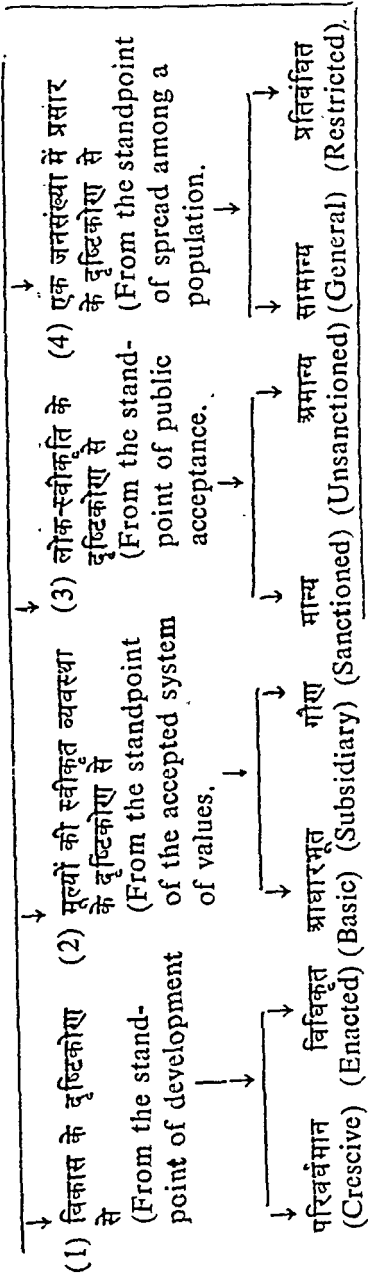 (1) विकास के दृष्टिकोण
से
(From the stand-
point of development
परिवर्धमान विधिकृत
(Crescive) (Enacted)
(2) मूल्यों की स्वीकृत व्यवस्था
के दृष्टिकोण से
(From the standpoint
of the accepted system
of values.
आधारभूत गौण
(Basic) (Subsidiary)
(3) लोक-स्वीकृति के
दृष्टिकोण से
(From the stand-
point of public
acceptance.
मान्य अमान्य
(Sanctioned) (Unsanctioned)
(4) एक जनसंख्या में प्रसार
के दृष्टिकोण से
(From the standpoint
of spread among a
population.
सामान्य प्रतिबंधित
(General) (Restricted).